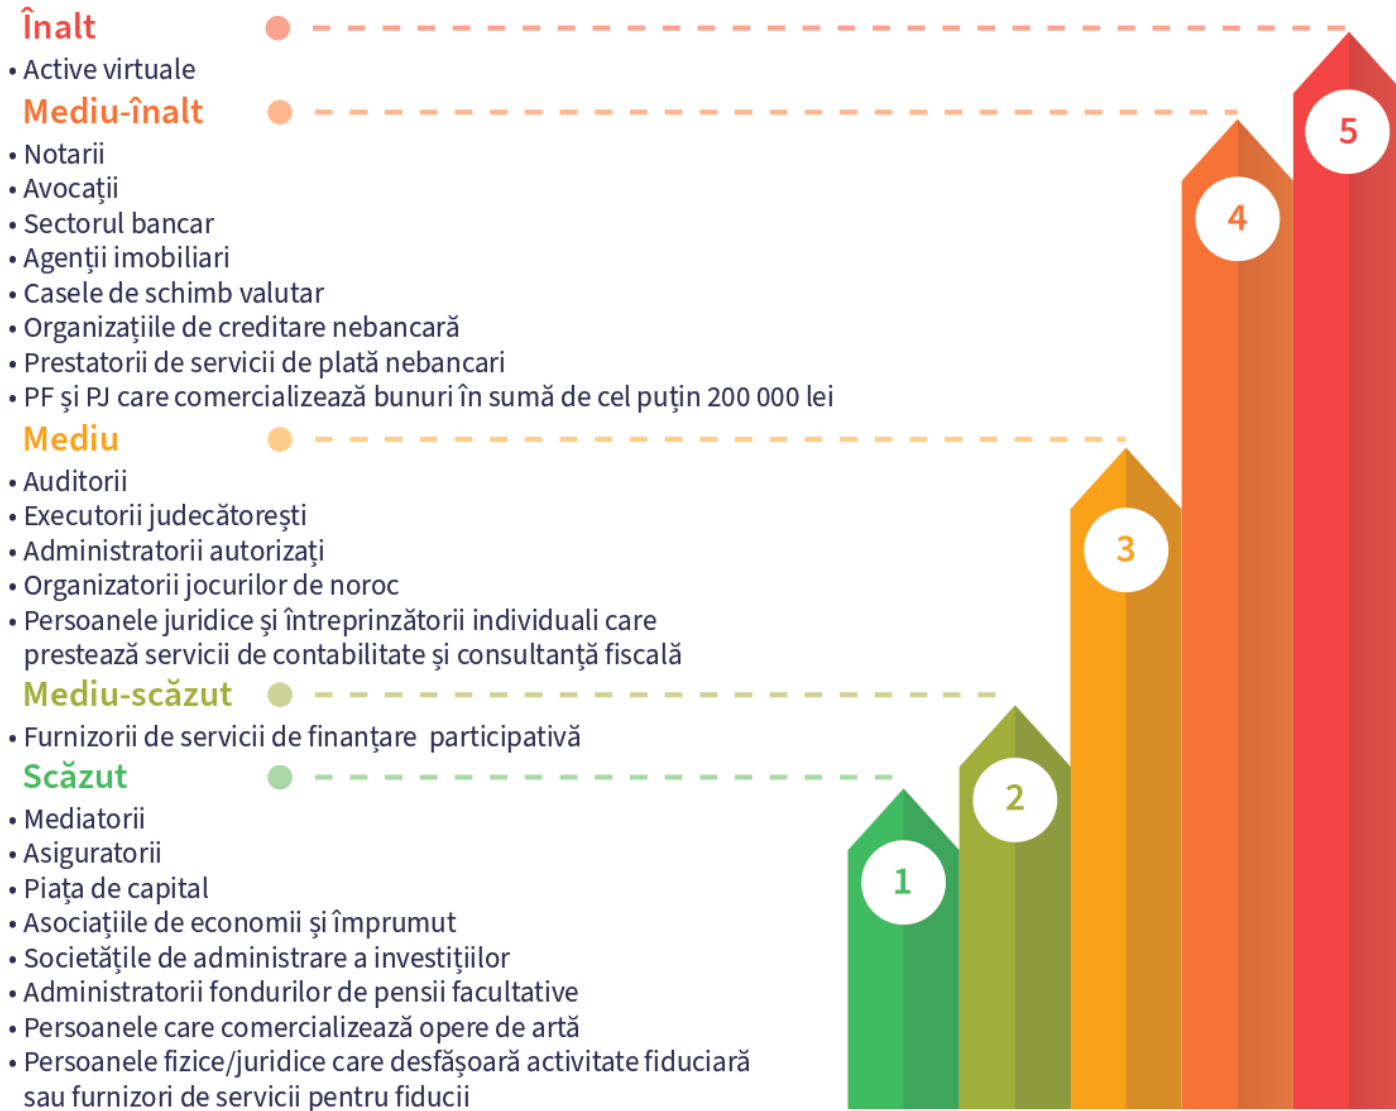 Înalt
• Active virtuale
Mediu-înalt
• Notarii
• Avocații
• Sectorul bancar
• Agenții imobiliari
• Casele de schimb valutar
• Organizațiile de creditare nebancară
• Prestatorii de servicii de plată nebancari
• PF și PJ care comercializează bunuri în sumă de cel puțin 200 000 lei
Mediu
• Auditorii
• Executorii judecătorești
• Administratorii autorizați
• Organizatorii jocurilor de noroc
• Persoanele juridice și întreprinzătorii individuali care
prestează servicii de contabilitate și consultanță fiscală
Mediu-scăzut
• Furnizorii de servicii de finanțare participativă
Scăzut
• Mediatorii
• Asiguratorii
• Piața de capital
• Asociațiile de economii și împrumut
• Societățile de administrare a investițiilor
• Administratorii fondurilor de pensii facultative
• Persoanele care comercializează opere de artă
• Persoanele fizice/juridice care desfășoară activitate fiduciară
sau furnizori de servicii pentru fiducii
5
4
3
2
1